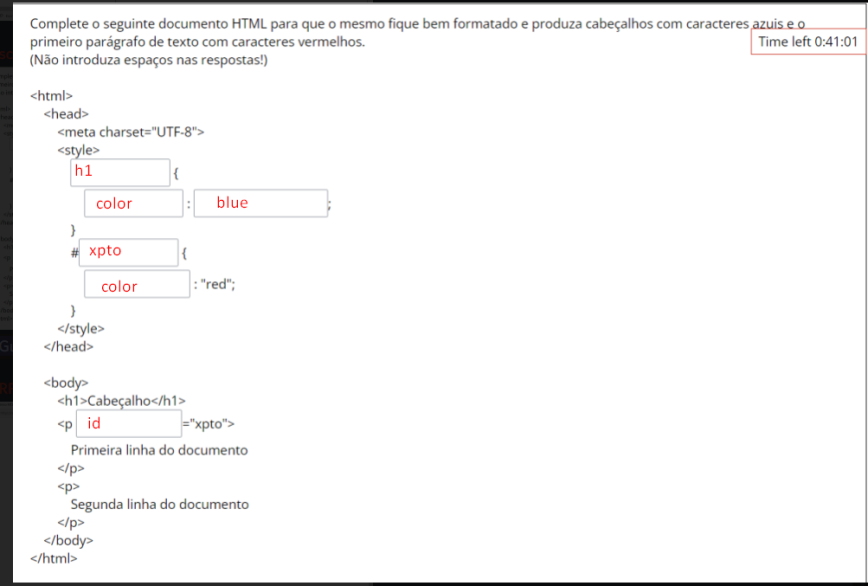 Complete o seguinte documento HTML para que o mesmo fique bem formatado e produza cabeçalhos com caracteres azuis e o
primeiro parágrafo de texto com caracteres vermelhos.
Time left 0:41:01
(Não introduza espaços nas respostas!)
<html>
<head>
<meta charset="UTF-8">
<style>
h1 {
color : blue ;
}
# xpto {
color : "red";
}
</style>
</head>
<body>
<h1>Cabeçalho</h1>
<p id ="xpto">
Primeira linha do documento
</p>
<p>
Segunda linha do documento
</p>
</body>
</html>